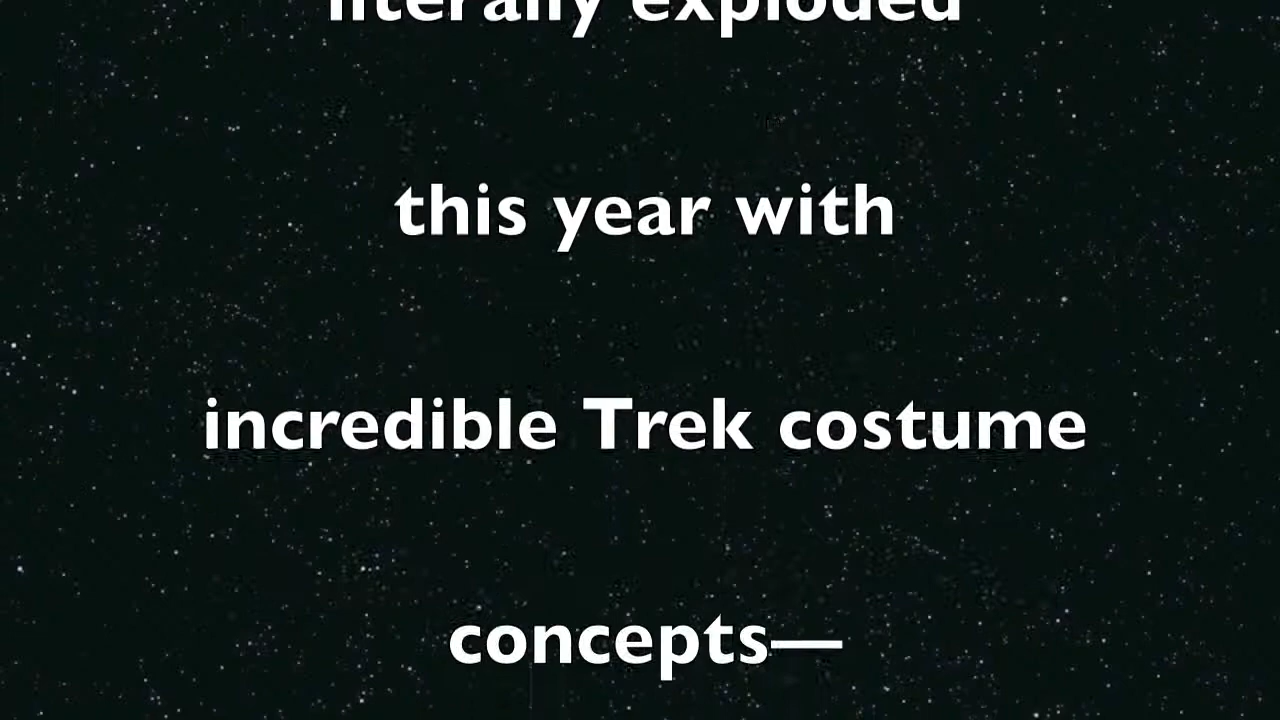 literally exploded
this year with
incredible Trek costume
concepts—